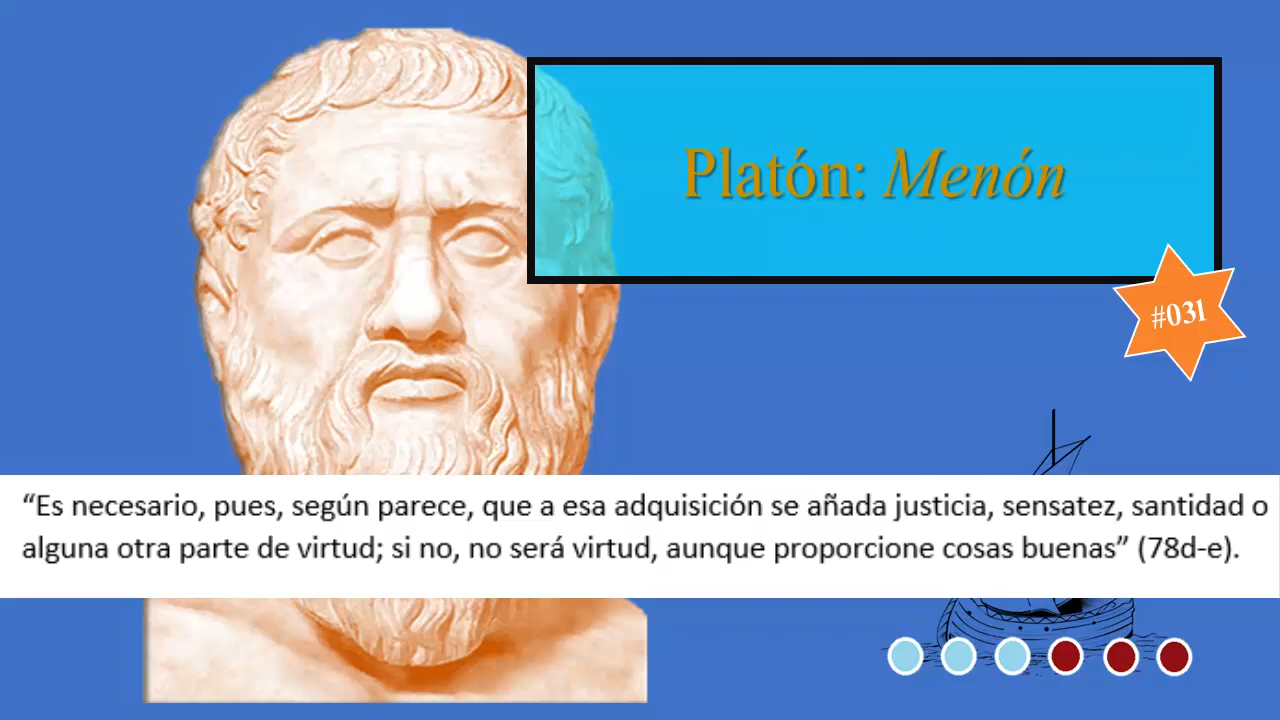 Platón: Menón
#031
“Es necesario, pues, según parece, que a esa adquisición se añada justicia, sensatez, santidad o
alguna otra parte de virtud; si no, no será virtud, aunque proporcione cosas buenas” (78d-e).